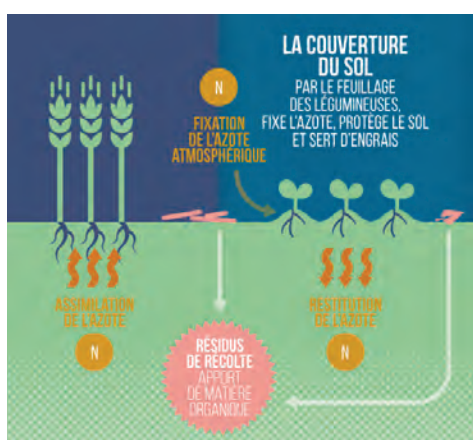 LA COUVERTURE
DU SOL
PAR LE FEUILLAGE
DES LÉGUMINEUSES,
FIXE L'AZOTE, PROTÈGE LE SOL
ET SERT D'ENGRAIS
N
FIXATION
DE L'AZOTE
ATMOSPHÉRIQUE
ASSIMILATION
DE L'AZOTE
N
RÉSIDUS
DE RÉCOLTE
APPORT
DE MATIÈRE
ORGANIQUE
RESTITUTION
DE L'AZOTE
N